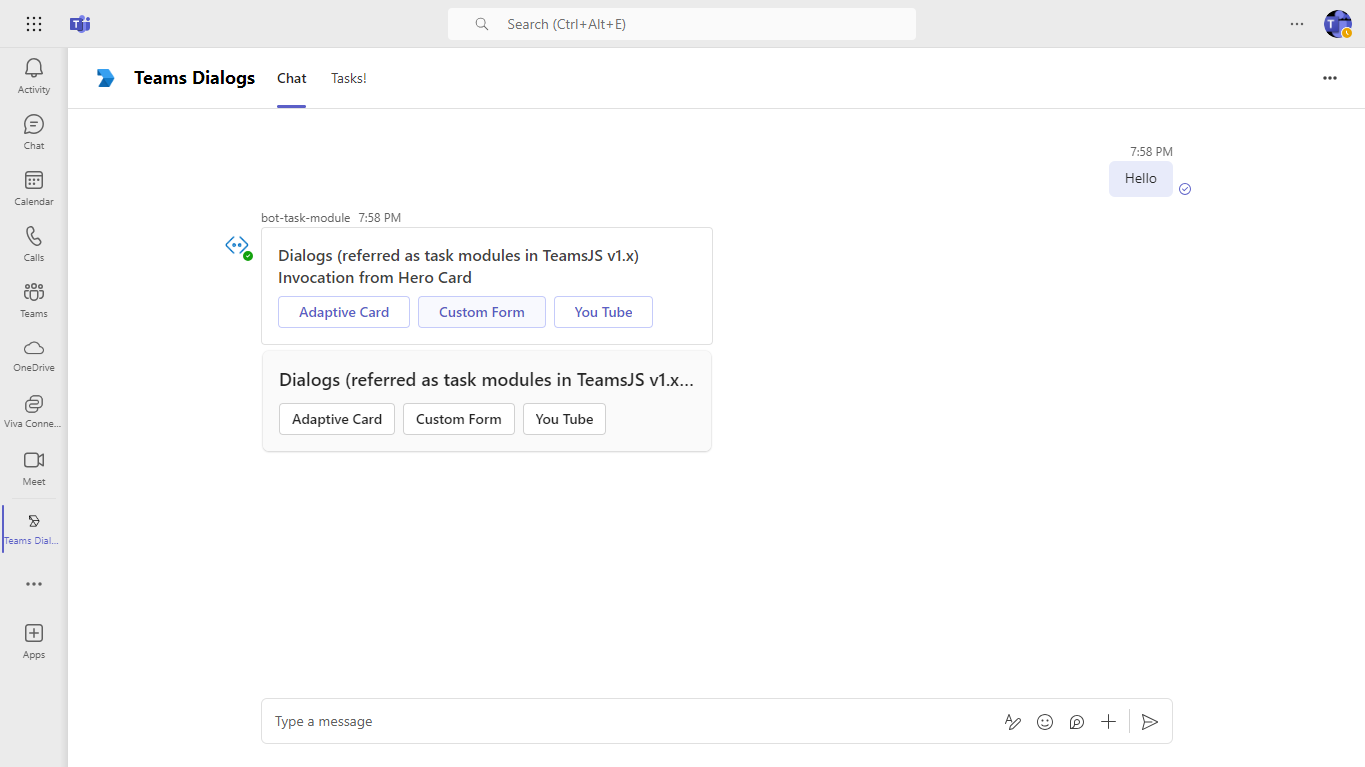 Search (Ctrl+Alt+E)
Activity
Chat
Calendar
Calls
Teams
OneDrive
Viva Conne...
Meet
Teams Dial...
Apps
Teams Dialogs Chat Tasks!
7:58 PM
Hello
bot-task-module 7:58 PM
Dialogs (referred as task modules in TeamsJS v1.x)
Invocation from Hero Card
Adaptive Card Custom Form You Tube
Dialogs (referred as task modules in TeamsJS v1.x...
Adaptive Card Custom Form You Tube
Type a message